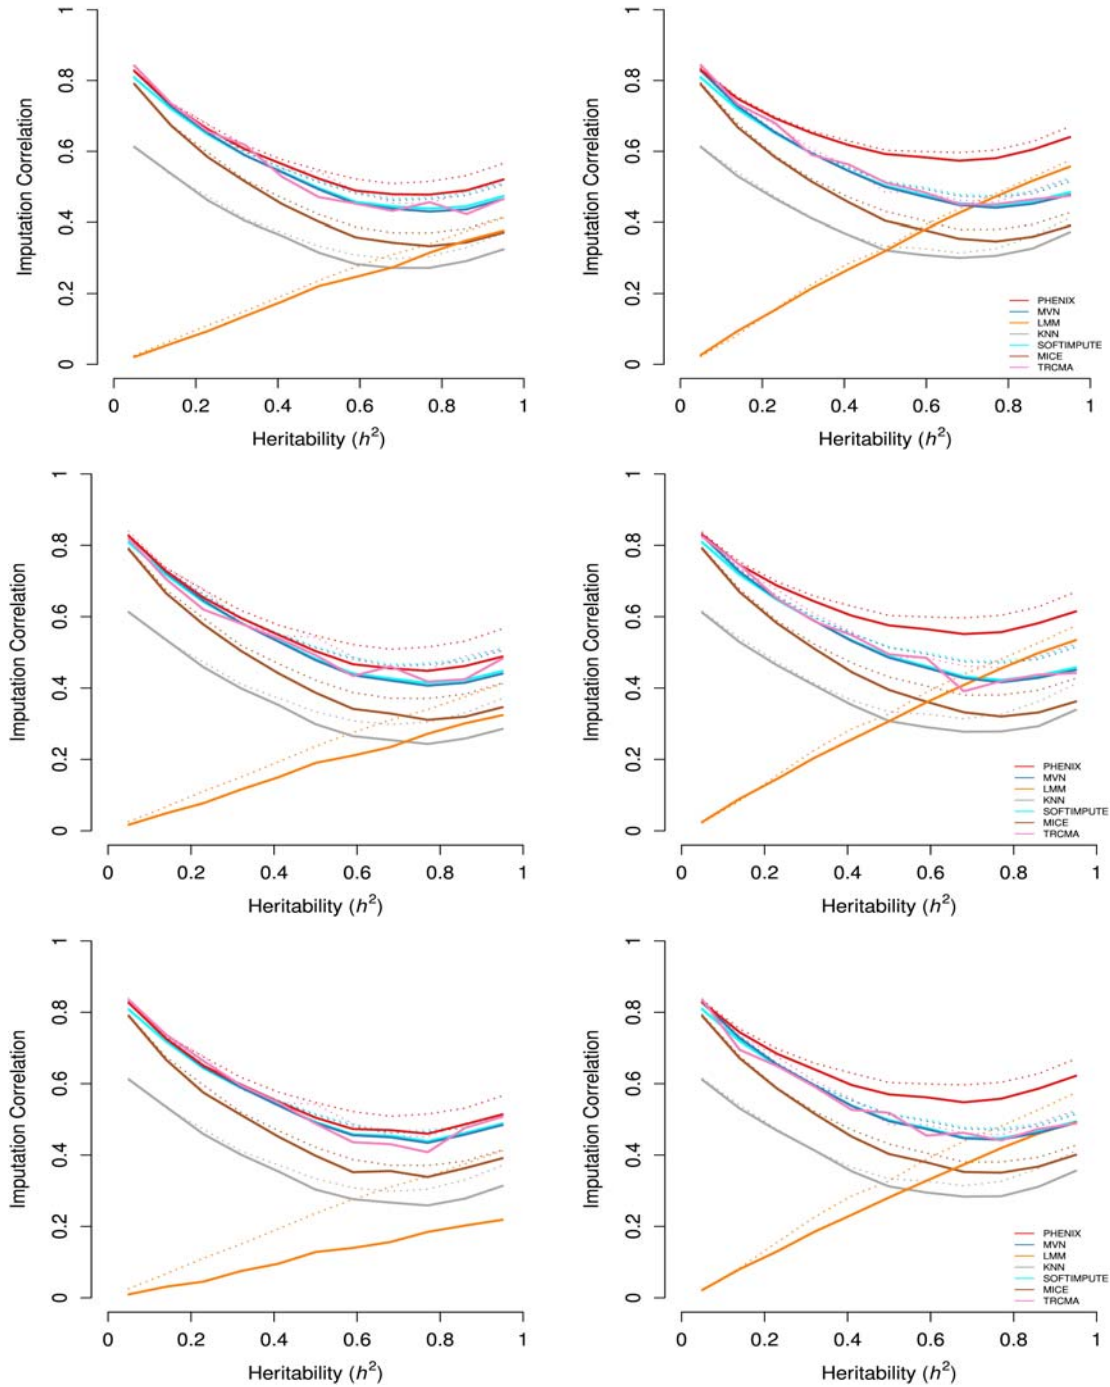 1
0.8
0.6
0.4
0.2
0
Imputation Correlation
0 0.2 0.4 0.6 0.8 1
Heritability (h²)
1
0.8
0.6
0.4
0.2
0
Imputation Correlation
PHENIX
MVN
LMM
KNN
SOFTIMPUTE
MICE
TRCMA
0 0.2 0.4 0.6 0.8 1
Heritability (h²)
1
0.8
0.6
0.4
0.2
0
Imputation Correlation
0 0.2 0.4 0.6 0.8 1
Heritability (h²)
1
0.8
0.6
0.4
0.2
0
Imputation Correlation
PHENIX
MVN
LMM
KNN
SOFTIMPUTE
MICE
TRCMA
0 0.2 0.4 0.6 0.8 1
Heritability (h²)
1
0.8
0.6
0.4
0.2
0
Imputation Correlation
0 0.2 0.4 0.6 0.8 1
Heritability (h²)
1
0.8
0.6
0.4
0.2
0
Imputation Correlation
PHENIX
MVN
LMM
KNN
SOFTIMPUTE
MICE
TRCMA
0 0.2 0.4 0.6 0.8 1
Heritability (h²)